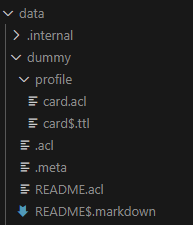 data
.internal
dummy
profile
card.acl
card$.ttl
.acl
.meta
README.acl
README$.markdown